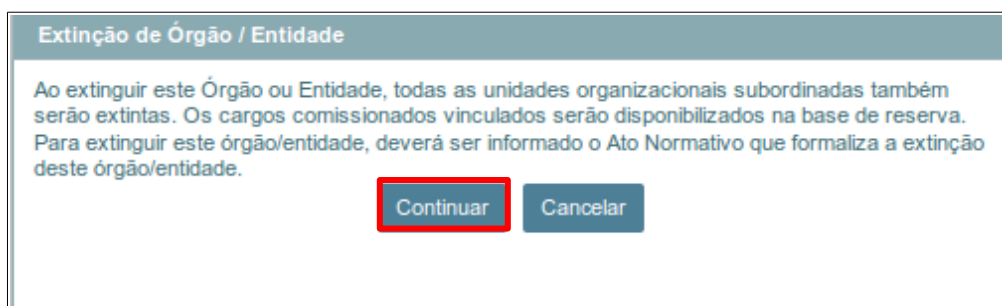 Extinção de Órgão / Entidade
Ao extinguir este Órgão ou Entidade, todas as unidades organizacionais subordinadas também
serão extintas. Os cargos comissionados vinculados serão disponibilizados na base de reserva.
Para extinguir este órgão/entidade, deverá ser informado o Ato Normativo que formaliza a extinção
deste órgão/entidade.
Continuar Cancelar